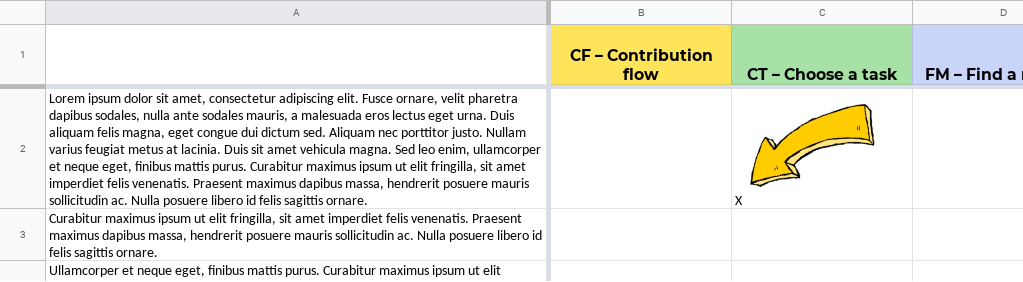 A B C D
1
CF – Contribution
flow
CT – Choose a task
FM – Find a
2
Lorem ipsum dolor sit amet, consectetur adipiscing elit. Fusce ornare, velit pharetra
dapibus sodales, nulla ante sodales mauris, a malesuada eros lectus eget urna. Duis
aliquam felis magna, eget congue dui dictum sed. Aliquam nec porttitor justo. Nullam
varius feugiat metus at lacinia. Duis sit amet vehicula magna. Sed leo enim, ullamcorper
et neque eget, finibus mattis purus. Curabitur maximus ipsum ut elit fringilla, sit amet
imperdiet felis venenatis. Praesent maximus dapibus massa, hendrerit posuere mauris
sollicitudin ac. Nulla posuere libero id felis sagittis ornare.
X
3
Curabitur maximus ipsum ut elit fringilla, sit amet imperdiet felis venenatis. Praesent
maximus dapibus massa, hendrerit posuere mauris sollicitudin ac. Nulla posuere libero id
felis sagittis ornare.
Ullamcorper et neque eget, finibus mattis purus. Curabitur maximus ipsum ut elit